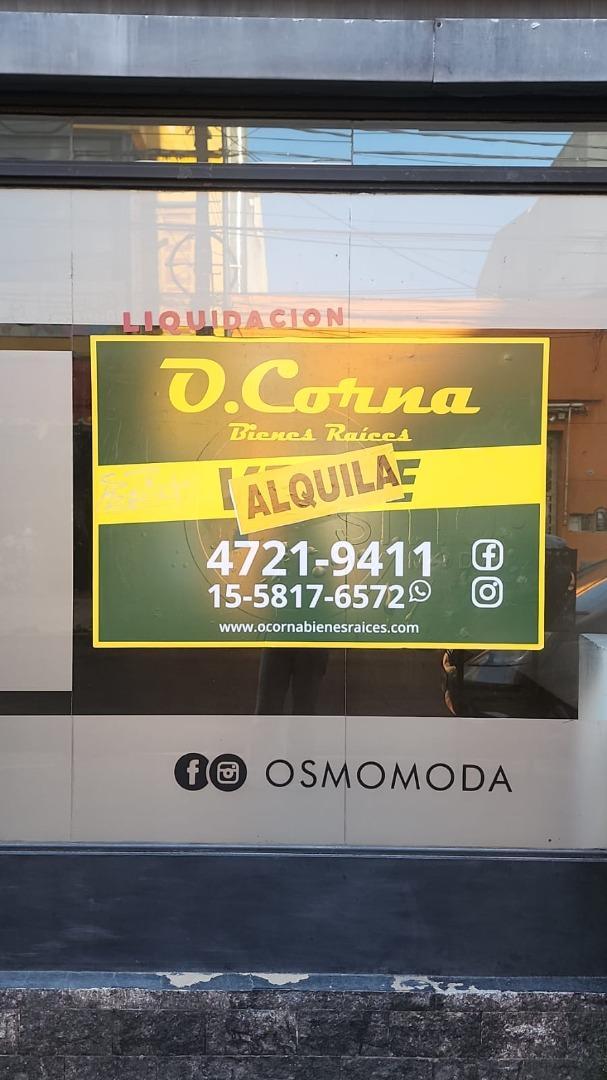 LIQUIDACION
O.Corna
Bienes Raíces
ALQUILA
4721-9411
15-5817-6572
www.ocornabienesraices.com
OSMOMODA